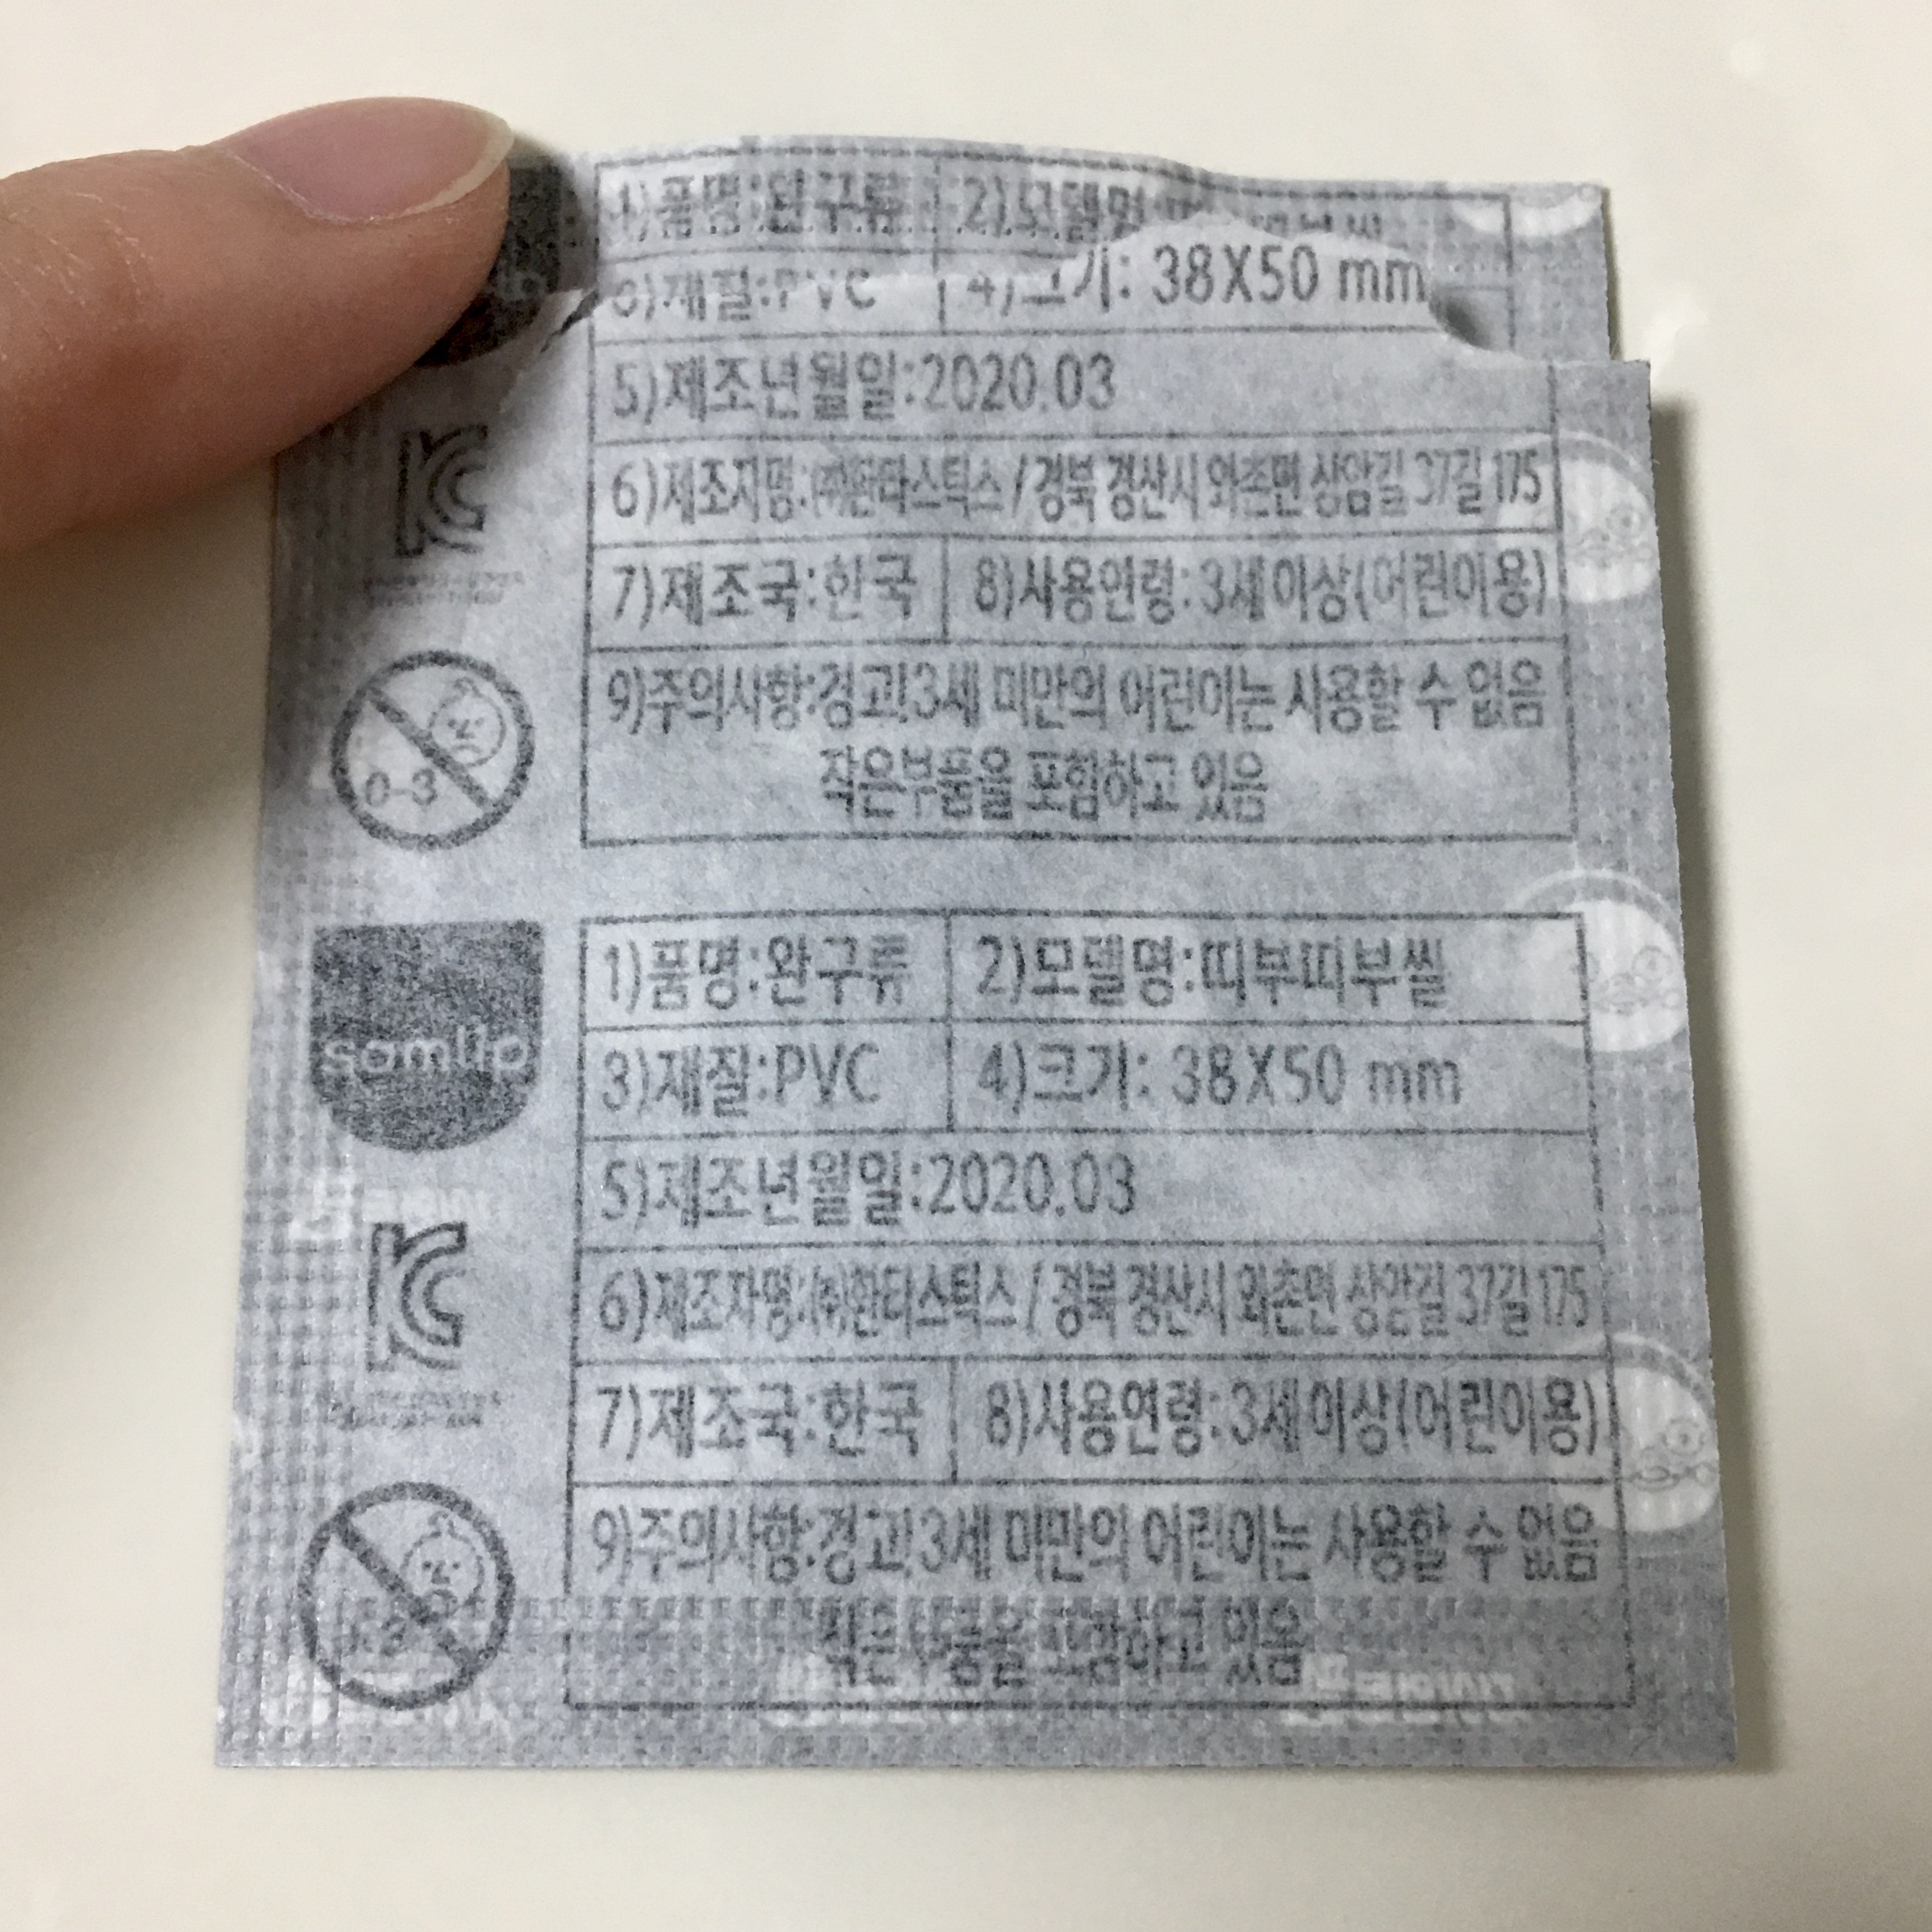 1)품명:완구류 2)모델명
3)재질:PVC 4)크기: 38X50 mm
5)제조년월일:2020.03
6)제조자명:㈜환타스틱스 / 경북 경산시 와촌면 상암길 37길 175
7)제조국:한국 8)사용연령: 3세이상(어린이용)
0-3
9)주의사항:경고!3세 미만의 어린이는 사용할 수 없음
작은부품을 포함하고 있음
samlip
1)품명:완구류 2)모델명:띠부띠부씰
3)재질:PVC 4)크기: 38X50 mm
5)제조년월일:2020.03
6)제조자명:㈜환타스틱스 / 경북 경산시 와촌면 상암길 37길 175
7)제조국:한국 8)사용연령: 3세이상(어린이용)
9)주의사항:경고!3세 미만의 어린이는 사용할 수 없음
작은부품을 포함하고 있음